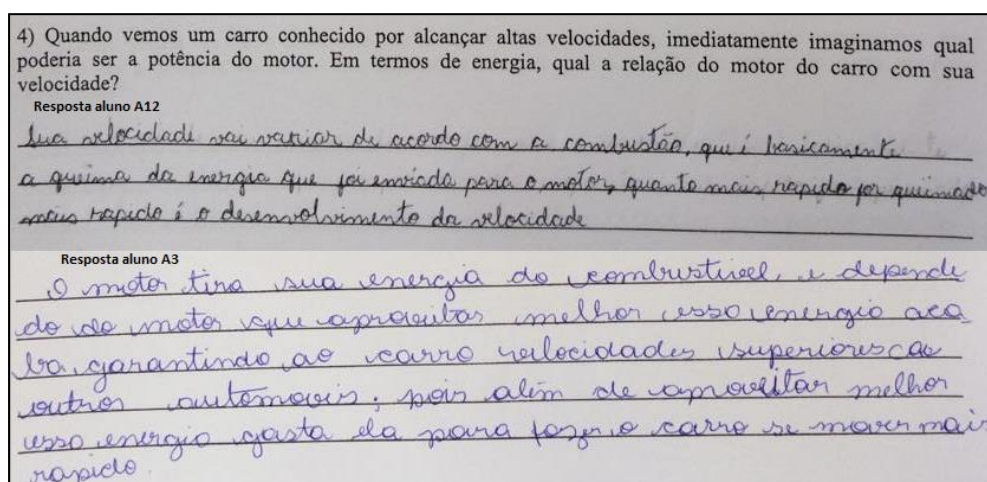 4) Quando vemos um carro conhecido por alcançar altas velocidades, imediatamente imaginamos qual
poderia ser a potência do motor. Em termos de energia, qual a relação do motor do carro com sua
velocidade?
Resposta aluno A12
Sua velocidade vai variar de acordo com a combustão, que é basicamente
a queima da energia que foi enviada para o motor, quanto mais rapido for queimado
mais rapido é o desenvolvimento da velocidade
Resposta aluno A3
O motor tira sua energia do combustivel, e depende
do do motor que aproveitar melhor esso energia aca
ba, garantindo ao carro velocidades superiores ao
outros automoveis, pois além de aproveitar melhor
esso energia gasta ela para fazer o carro se mover mais
rapido.